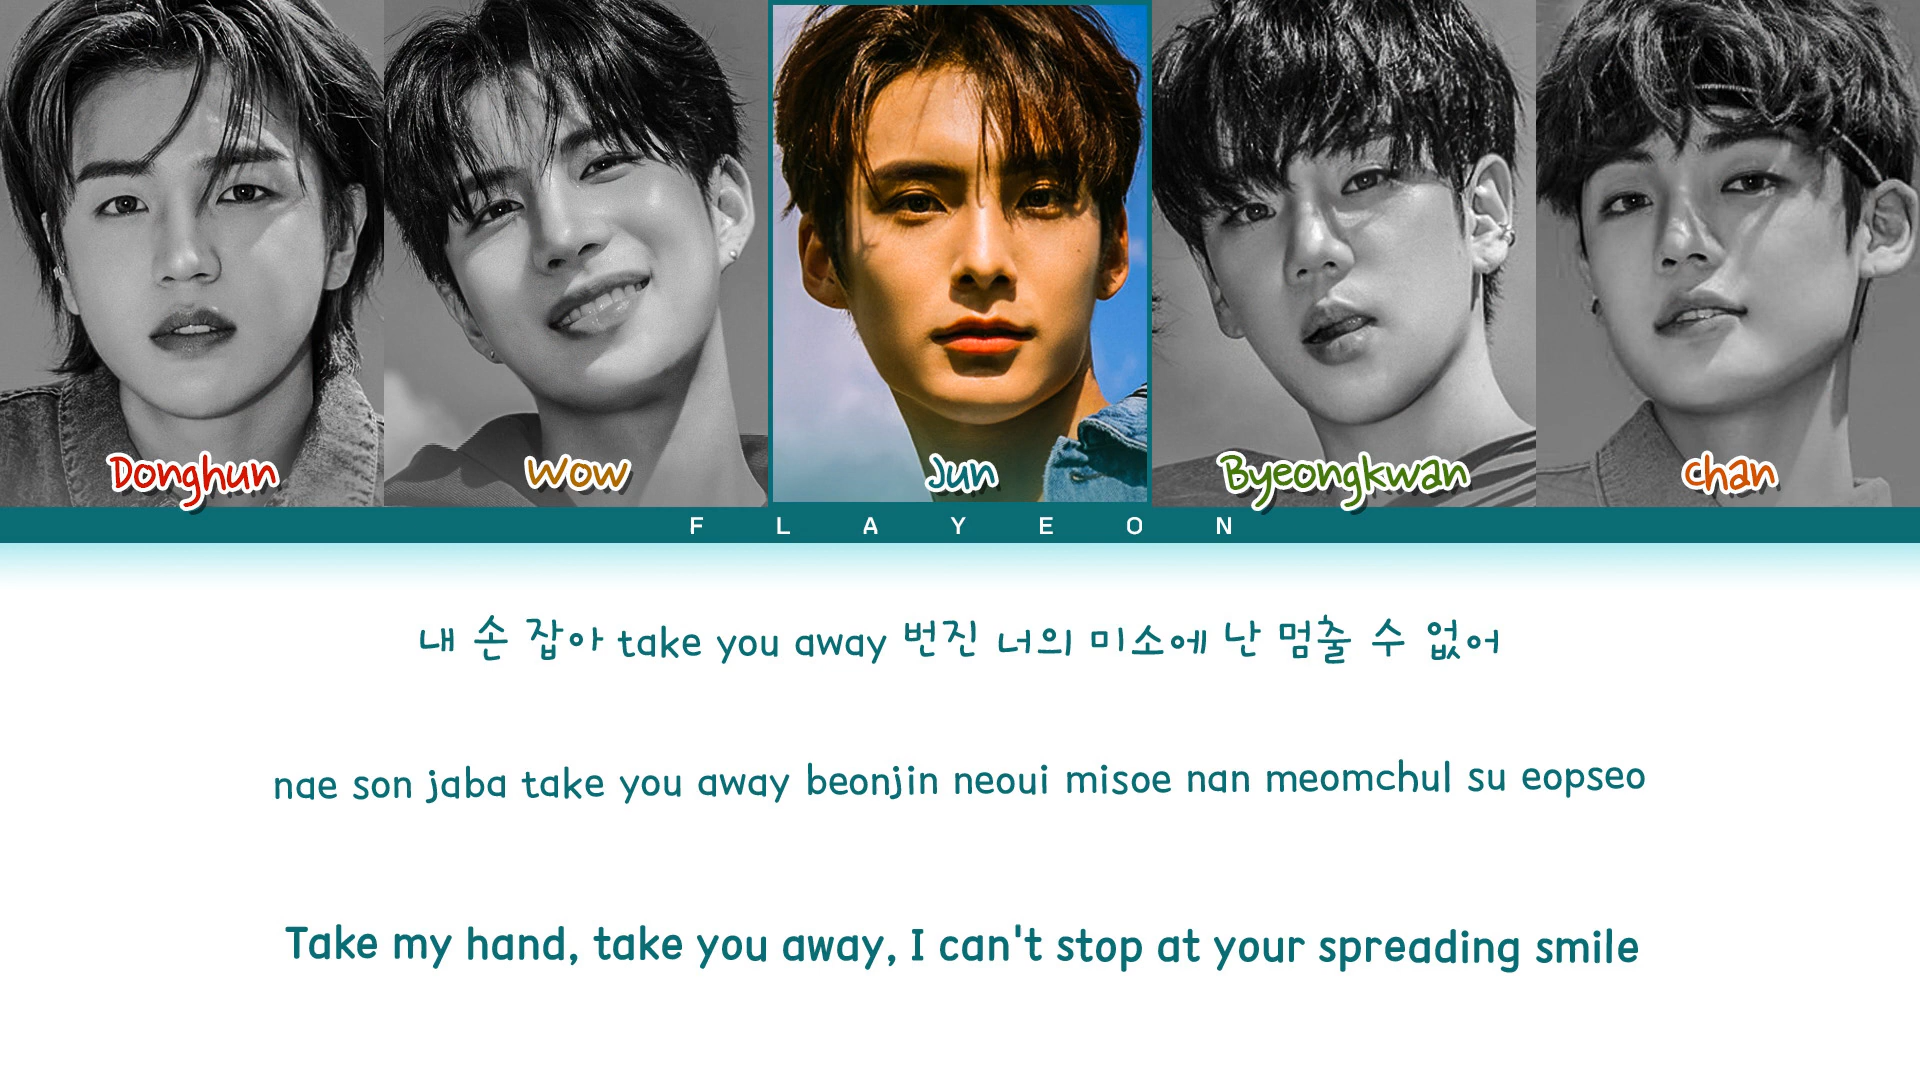 Donghun
Wow
Jun
Byeongkwan
chan
FLAYEON
내 손 잡아 take you away 번진 너의 미소에 난 멈출 수 없어
nae son jaba take you away beonjin neoui misoe nan meomchul su eopseo
Take my hand, take you away, I can't stop at your spreading smile